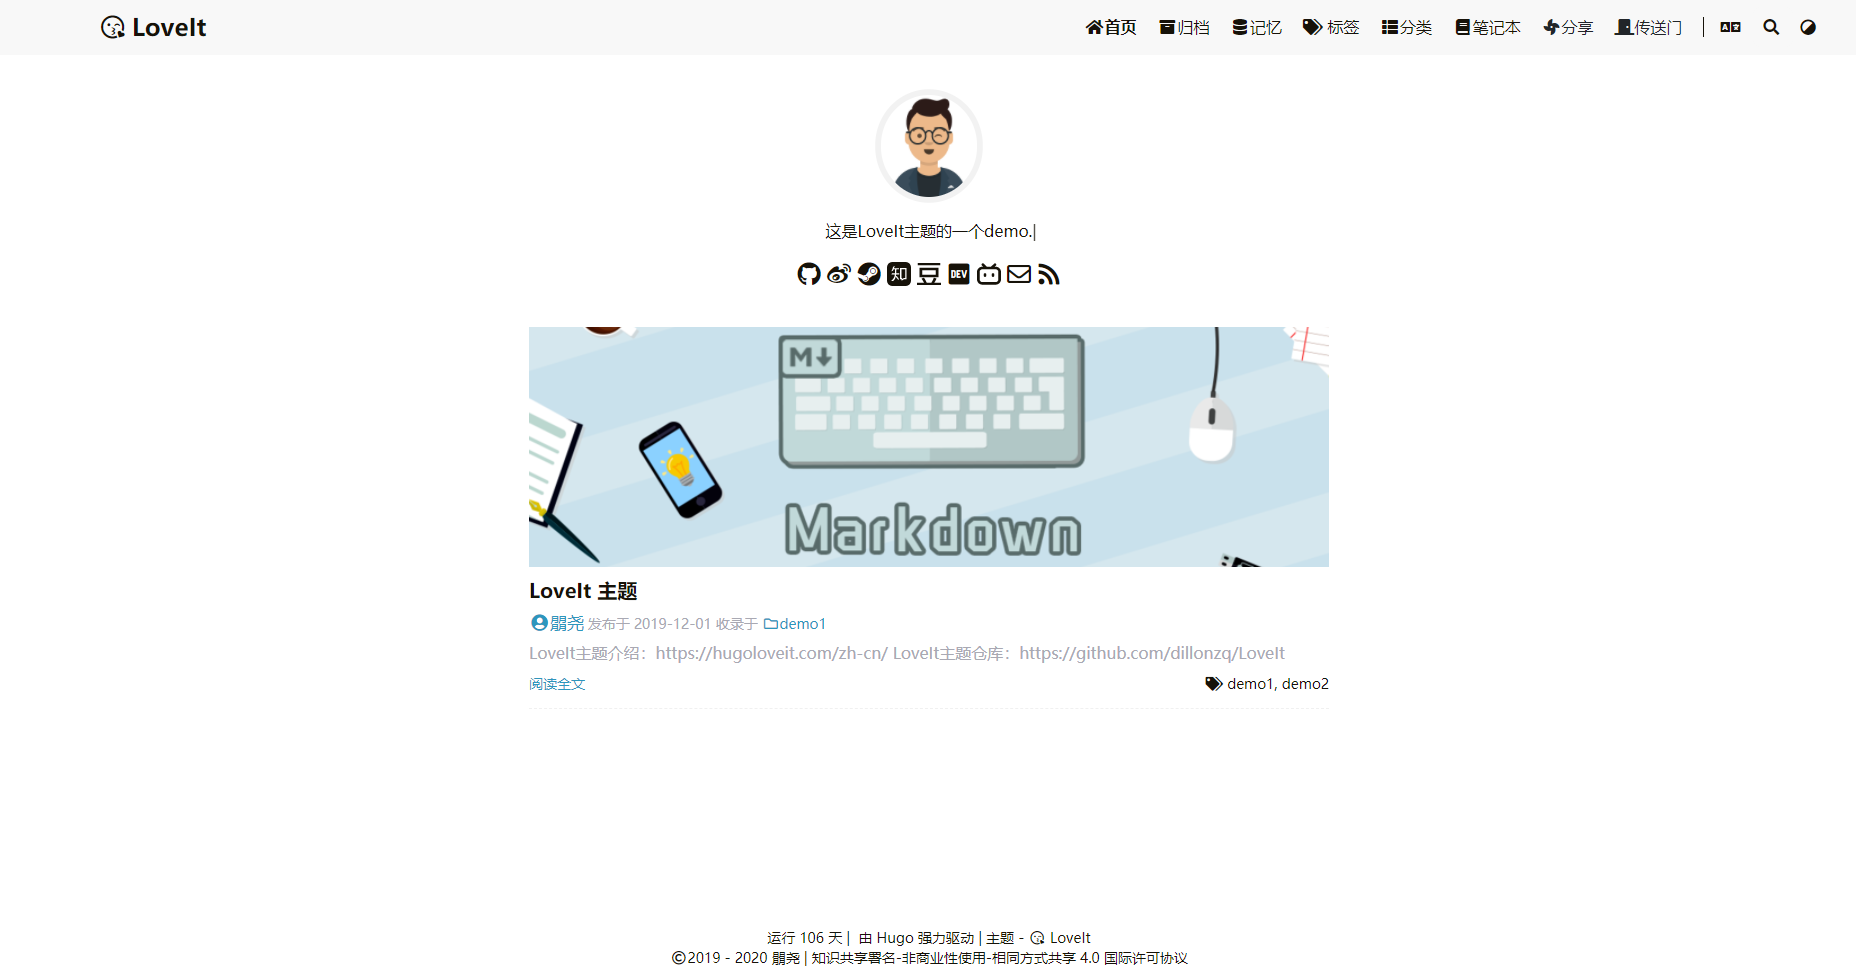 LoveIt 首页 归档 记忆 标签 分类 笔记本 分享 传送门
这是LoveIt主题的一个demo.|
知 豆 DEV
M
Markdown
LoveIt 主题
朤尧 发布于 2019-12-01 收录于 demo1
LoveIt主题介绍：https://hugoloveit.com/zh-cn/ LoveIt主题仓库：https://github.com/dillonzq/LoveIt
阅读全文 demo1, demo2
运行 106 天 | 由 Hugo 强力驱动 | 主题 - LoveIt
©2019 - 2020 朤尧 | 知识共享署名-非商业性使用-相同方式共享 4.0 国际许可协议